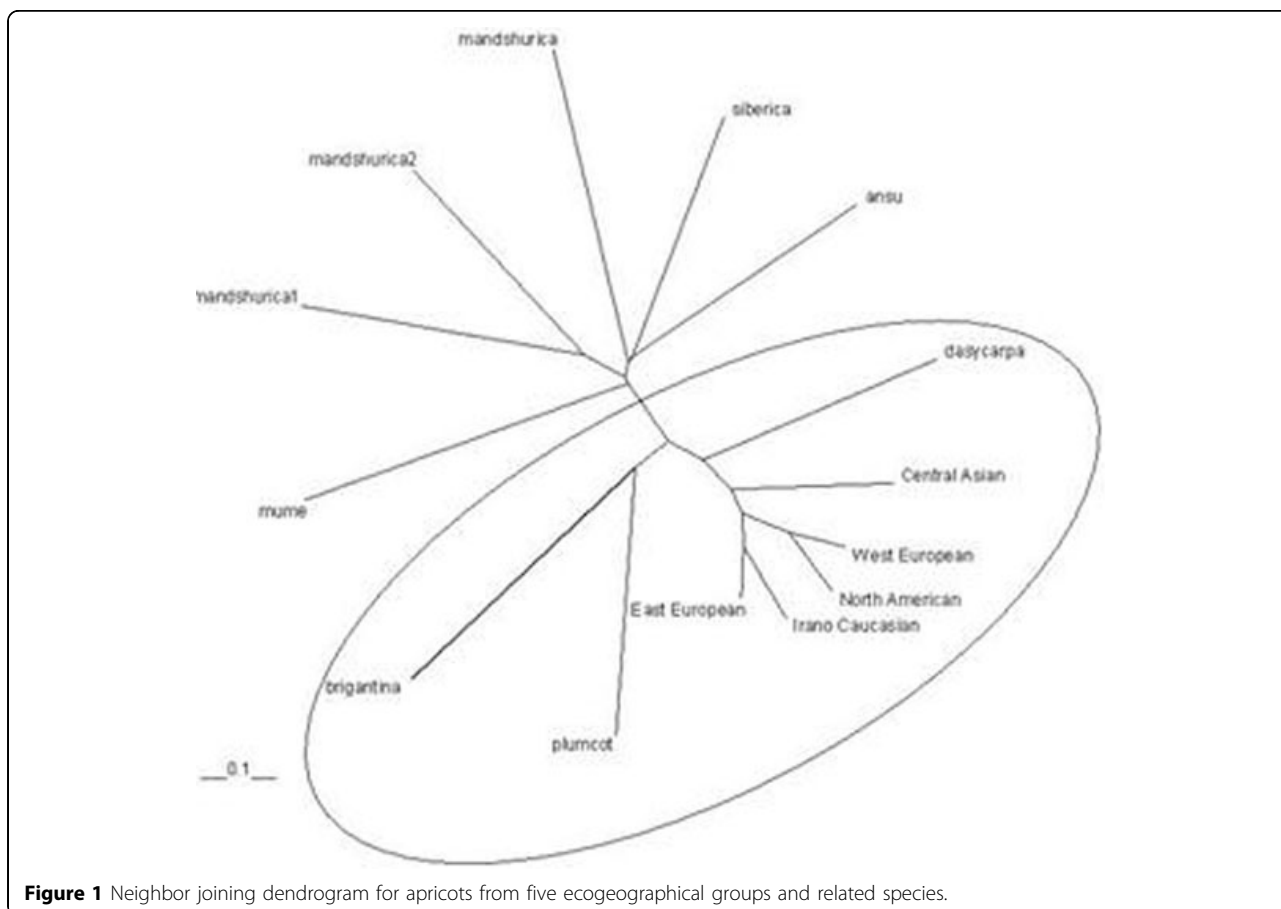 mandshurica
siberica
mandshurica2
ansu
mandshurica1
dasycarpa
Central Asian
mume
West European
North American
East European
Irano Caucasian
brigantina
plumcot
0.1
Figure 1 Neighbor joining dendrogram for apricots from five ecogeographical groups and related species.